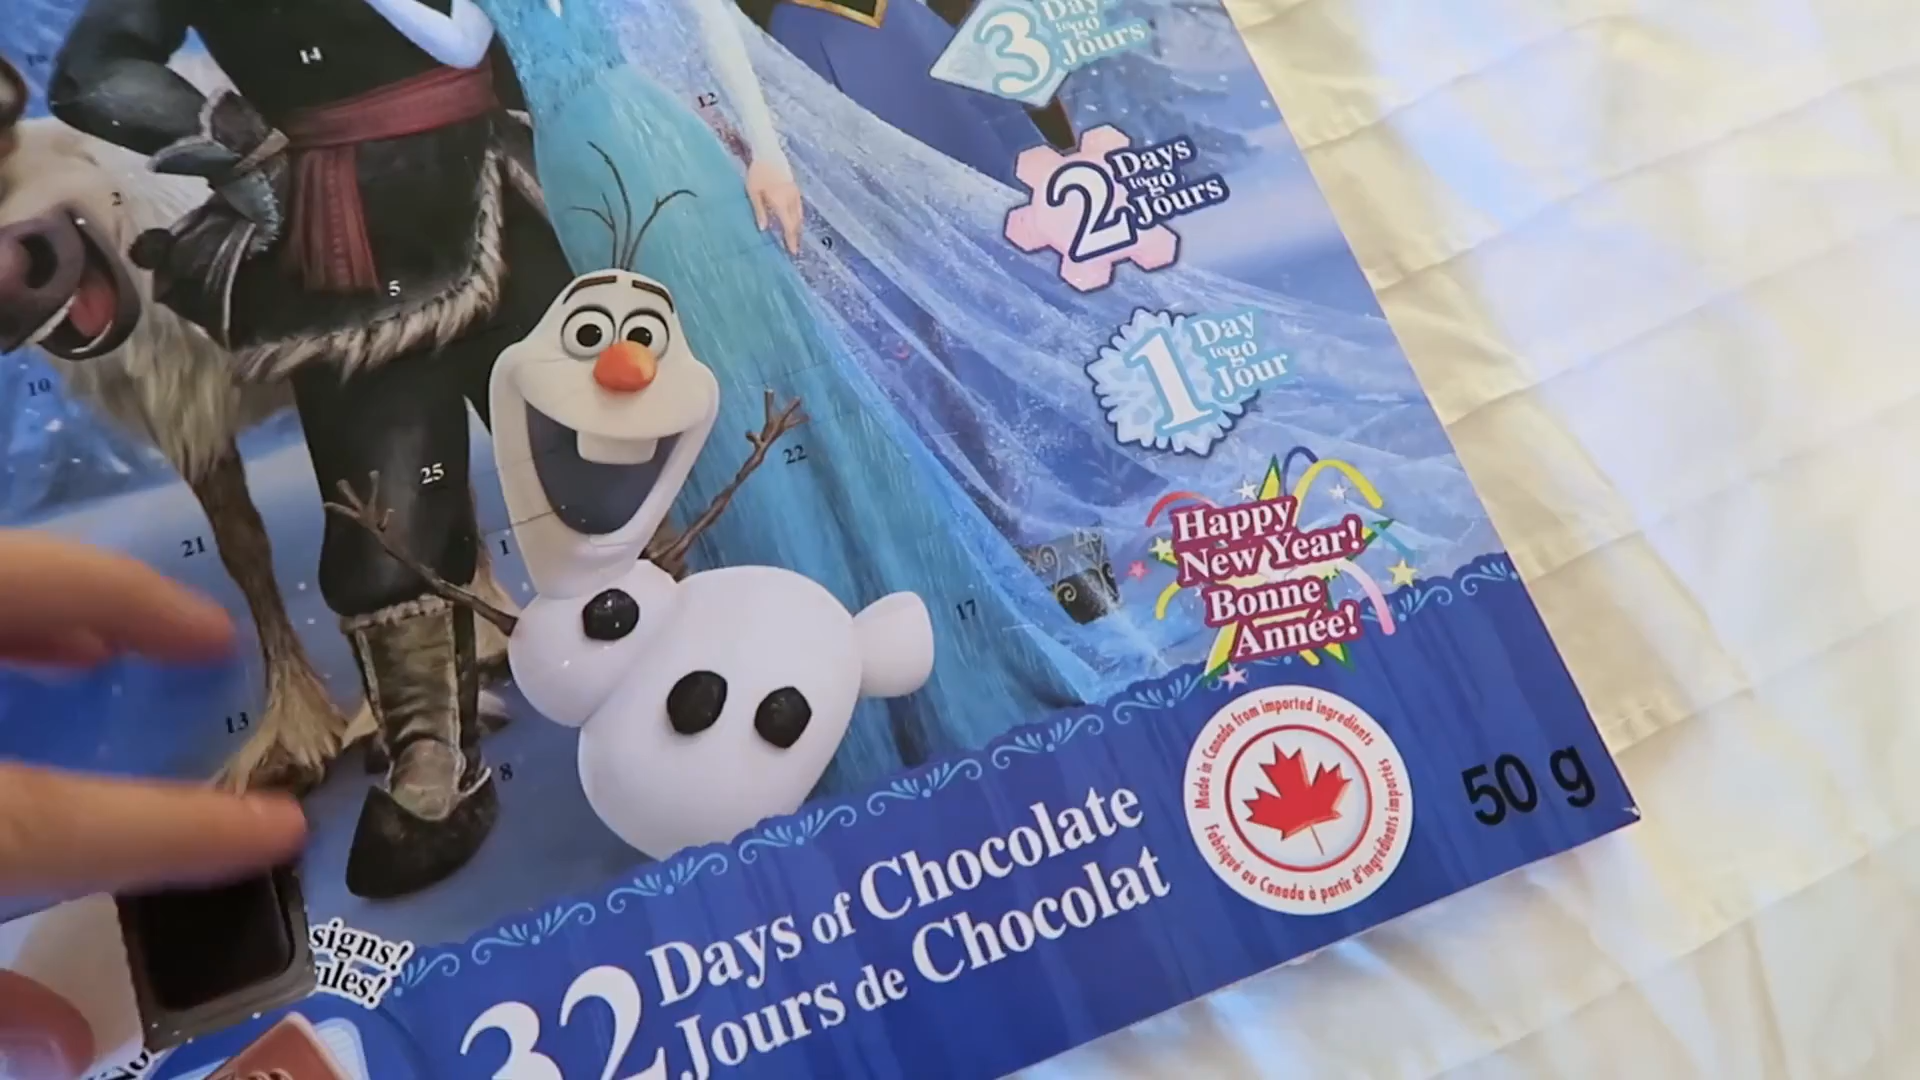 14
3 Days
to go
Jours
12
2
2 Days
to go
Jours
9
5
1 Day
to go
Jour
10
25
22
21
1
Happy
New Year!
Bonne
Année!
17
13
8
Made in Canada from imported ingredients
Fabriqué au Canada à partir d'ingrédients importés
50 g
signs!
ules!
32 Days of Chocolate
Jours de Chocolat